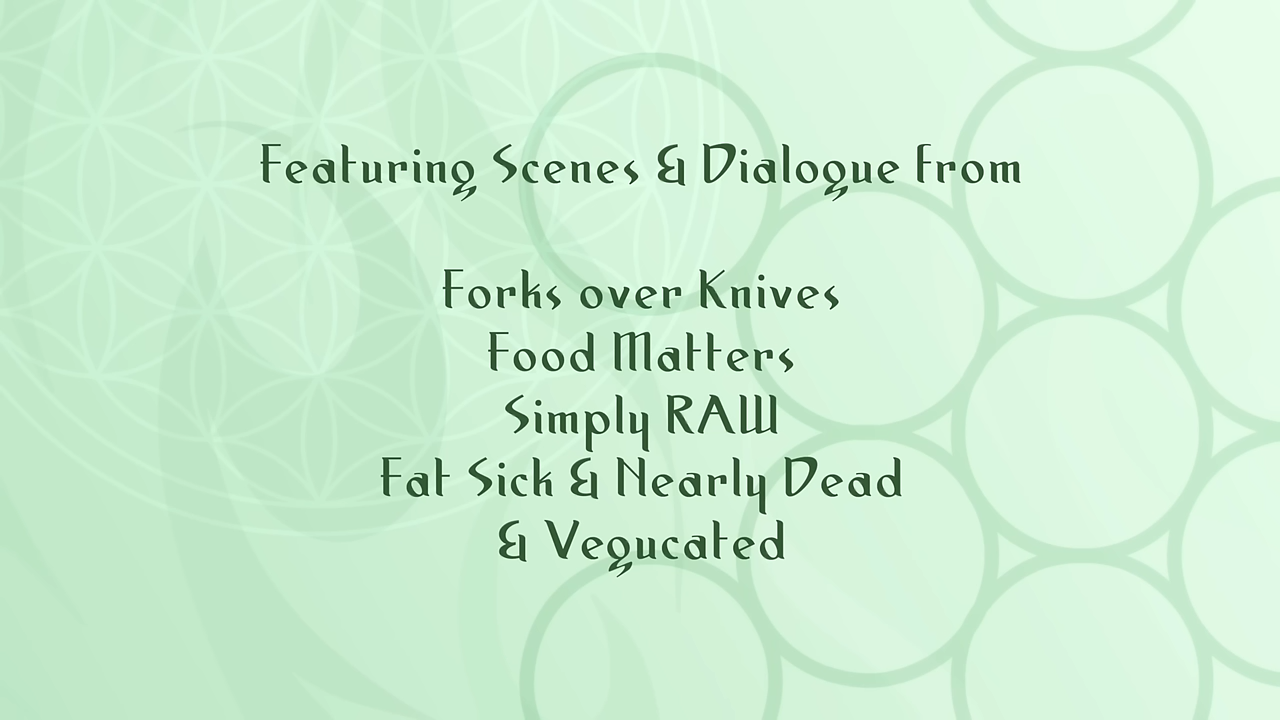 Featuring Scenes & Dialogue from
Forks over Knives
Food Matters
Simply RAW
Fat Sick & Nearly Dead
& Vegucated